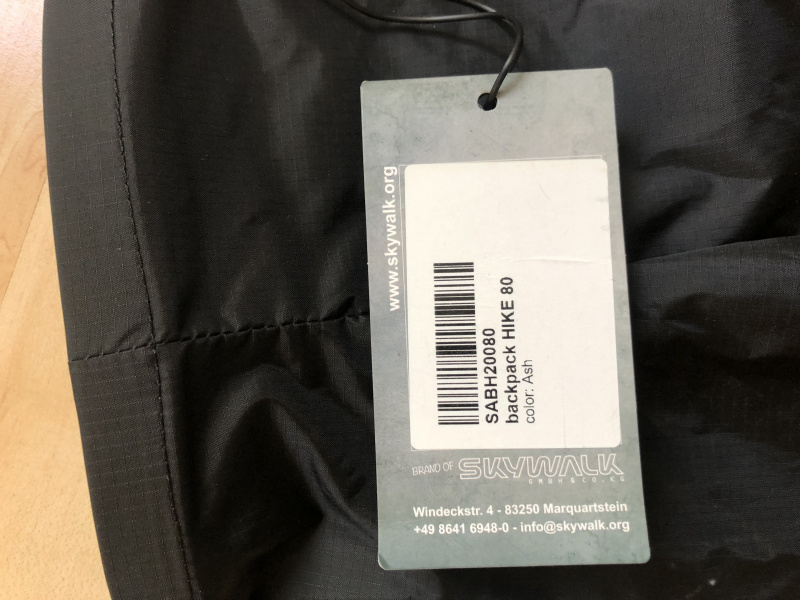 www.skywalk.org
SABH20080
backpack HIKE 80
color: Ash
BRAND OF SKYWALK
GMBH & CO. KG
Windeckstr. 4 - 83250 Marquartstein
+49 8641 6948-0 - info@skywalk.org